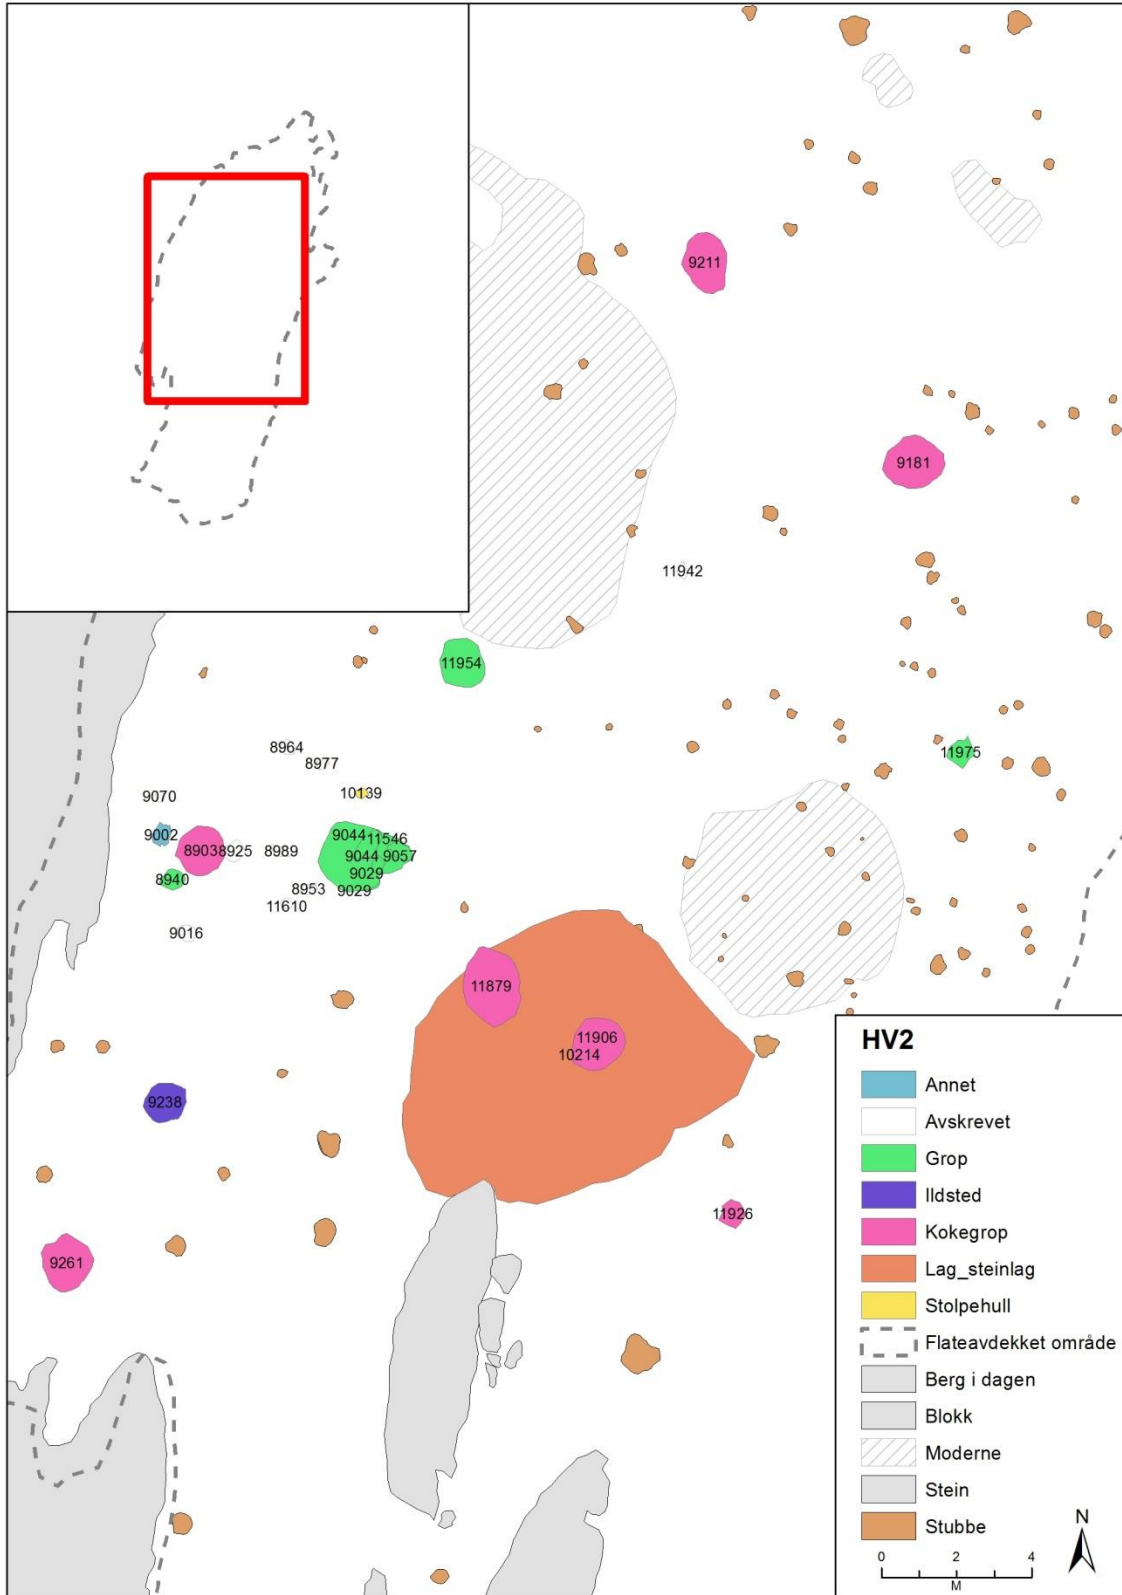 9211
9181
11942
11954
11975
8964
8977
9070
10139
9002
9044
11546
8903
8925
8989
9044
9057
9029
8940
8953
9029
11610
9016
11879
11906
10214
9238
11926
9261
HV2
Annet
Avskrevet
Grop
Ildsted
Kokegrop
Lag_steinlag
Stolpehull
Flateavdekket område
Berg i dagen
Blokk
Moderne
Stein
Stubbe
N
0 2 4
M